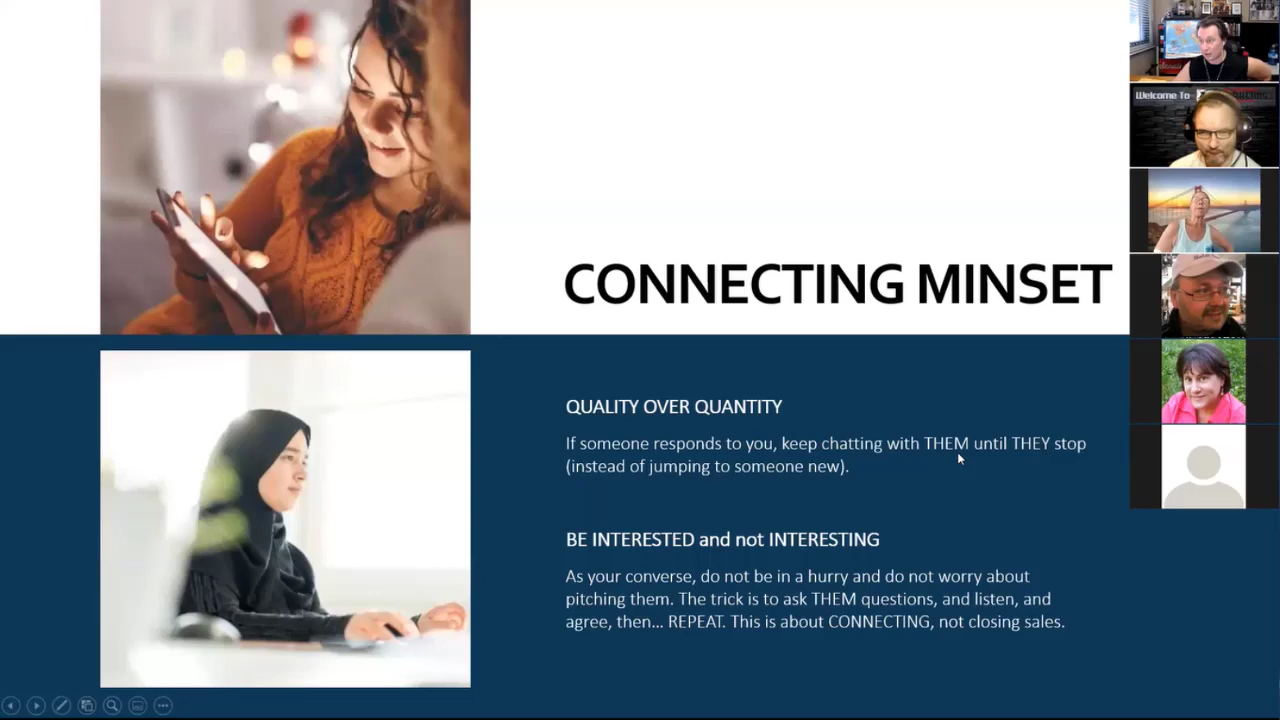 CONNECTING MINSET
QUALITY OVER QUANTITY
If someone responds to you, keep chatting with THEM until THEY stop
(instead of jumping to someone new).
BE INTERESTED and not INTERESTING
As your converse, do not be in a hurry and do not worry about
pitching them. The trick is to ask THEM questions, and listen, and
agree, then... REPEAT. This is about CONNECTING, not closing sales.
Welcome To